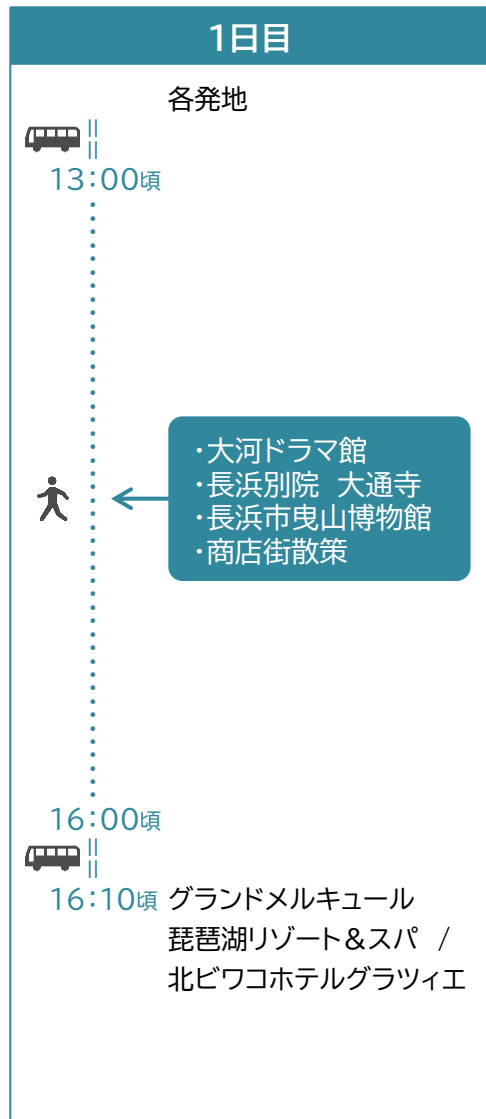 1日目
各発地
13:00頃
・大河ドラマ館
・長浜別院　大通寺
・長浜市曳山博物館
・商店街散策
16:00頃
16:10頃 グランドメルキュール
琵琶湖リゾート＆スパ　/
北ビワコホテルグラツィエ